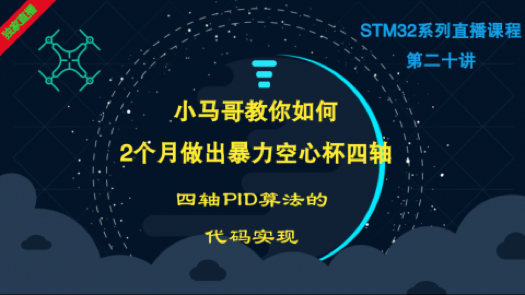 独家直播
STM32系列直播课程
第二十讲
小马哥教你如何
2个月做出暴力空心杯四轴
四轴PID算法的
代码实现